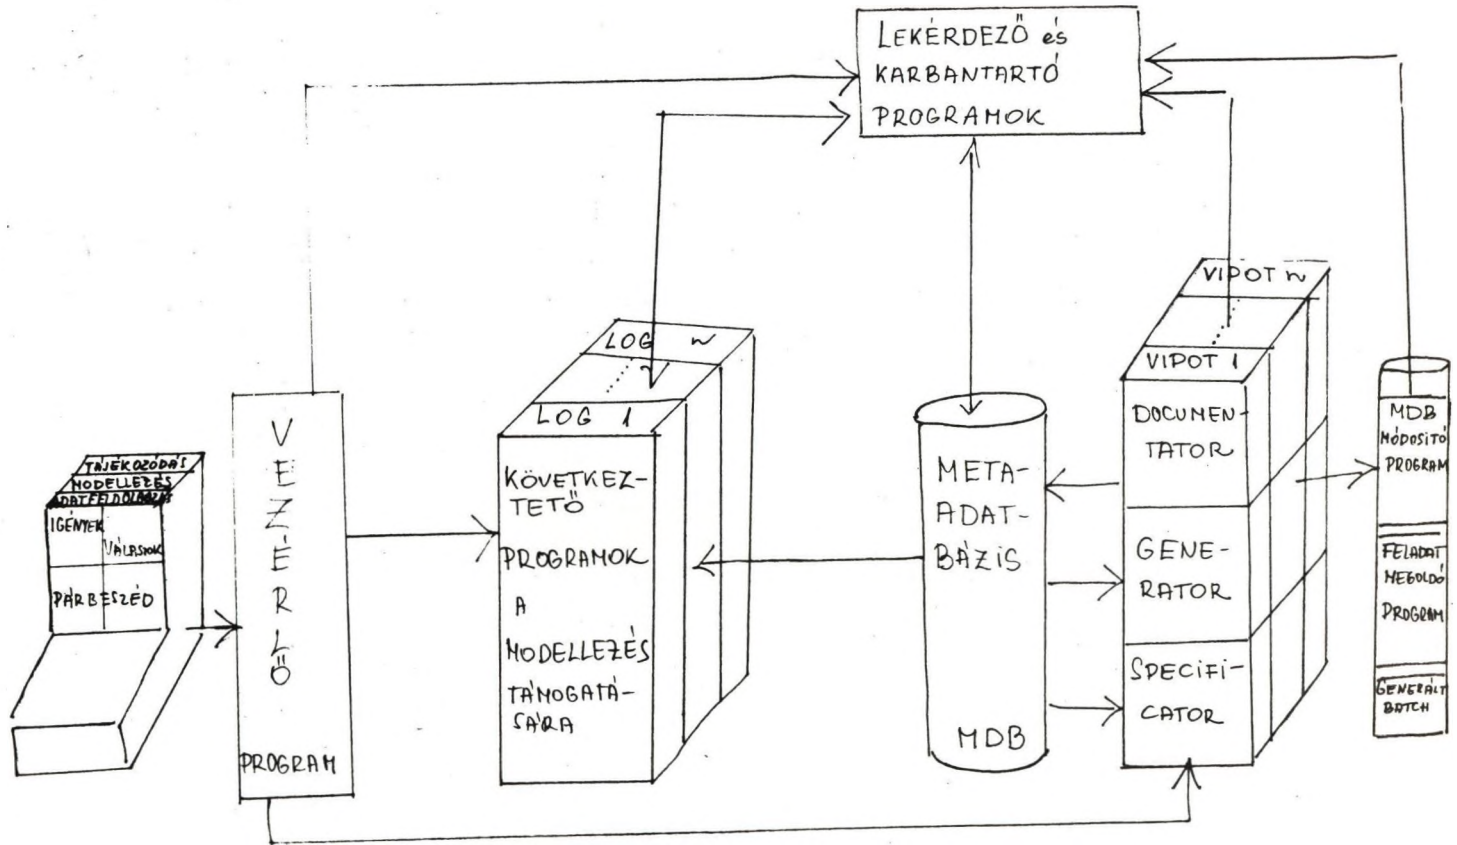 LEKÉRDEZŐ és
KARBANTARTÓ
PROGRAMOK
TÁJÉKOZÓDÁS
MODELLEZÉS
ADATFELDOLGOZÁS
IGÉNYEK
VÁLASZOK
PÁRBESZÉD
V
E
Z
É
R
L
Ő
PROGRAM
LOG n
LOG 1
KÖVETKEZ-
TETŐ
PROGRAMOK
A
MODELLEZÉS
TÁMOGATÁ-
SÁRA
META-
ADAT-
BÁZIS
MDB
VIPOT n
VIPOT 1
DOCUMEN-
TATOR
GENE-
RATOR
SPECIFI-
CATOR
MDB
MÓDOSITÓ
PROGRAM
FELADAT
MEGOLDÓ
PROGRAM
GENERÁLT
BATCH